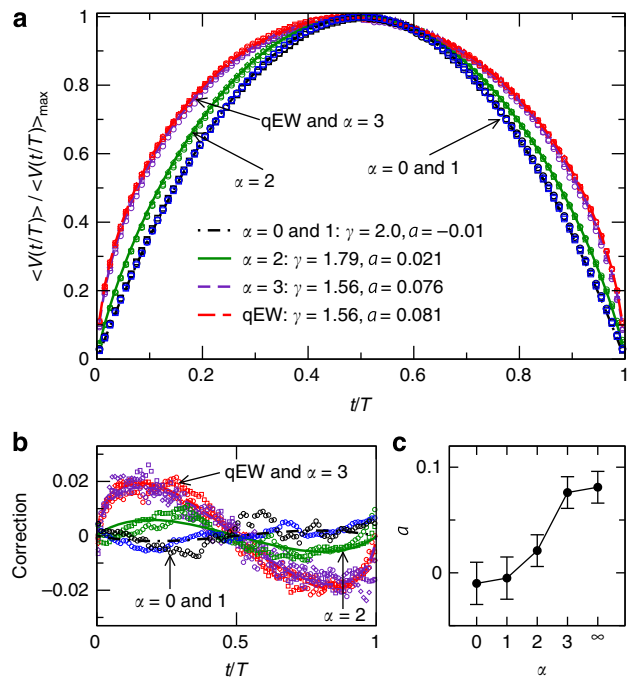 a
<V(t/T)> / <V(t/T)>max
1
0.8
0.6
0.4
0.2
0
qEW and α = 3
α = 2
α = 0 and 1
α = 0 and 1: γ = 2.0, a = −0.01
α = 2: γ = 1.79, a = 0.021
α = 3: γ = 1.56, a = 0.076
qEW: γ = 1.56, a = 0.081
0 0.2 0.4 0.6 0.8 1
t/T
b
Correction
0.02
0
−0.02
qEW and α = 3
α = 0 and 1
α = 2
0 0.5 1
t/T
c
a
0.1
0
0 1 2 3 ∞
α